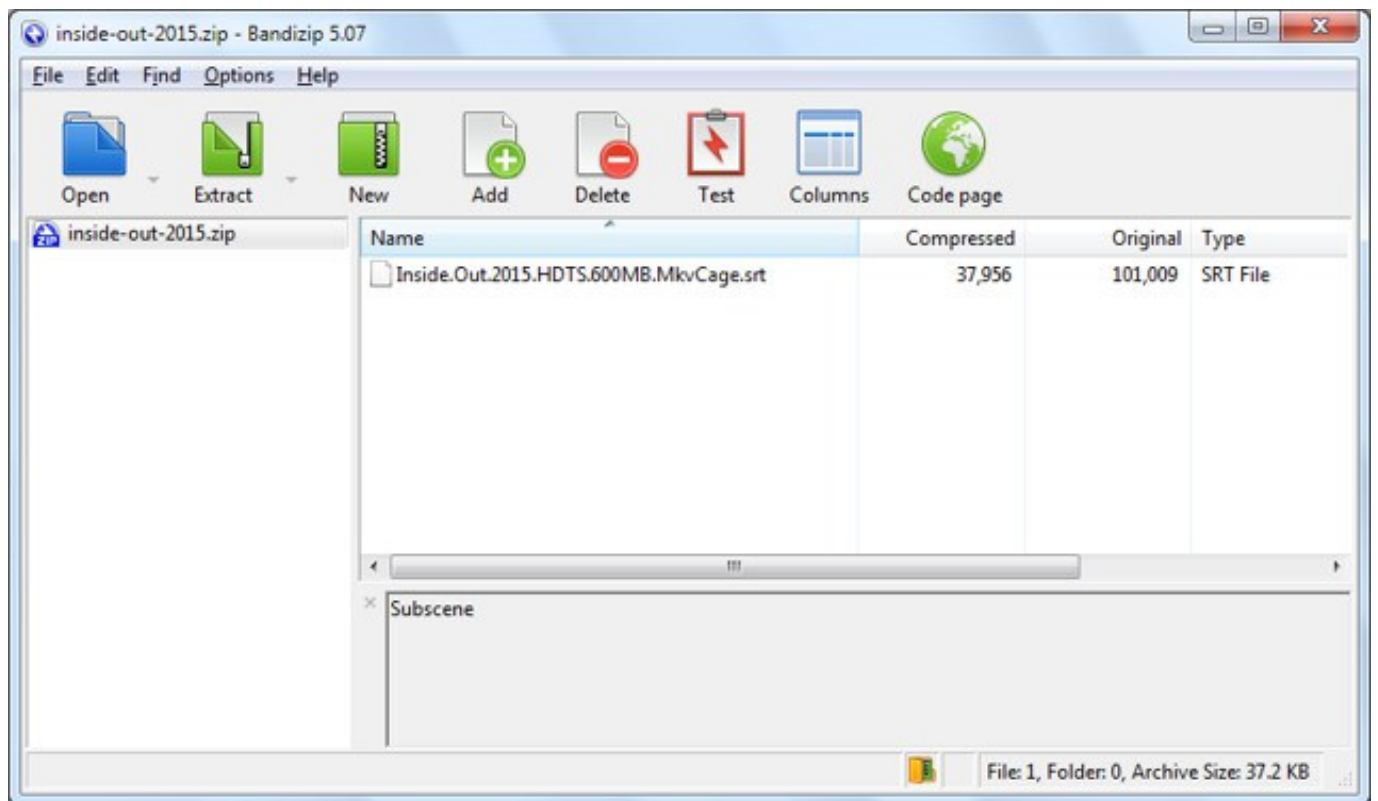 inside-out-2015.zip - Bandizip 5.07
File Edit Find Options Help
Open Extract New Add Delete Test Columns Code page
ZIP inside-out-2015.zip
Name Compressed Original Type
Inside.Out.2015.HDTS.600MB.MkvCage.srt 37,956 101,009 SRT File
Subscene
File: 1, Folder: 0, Archive Size: 37.2 KB